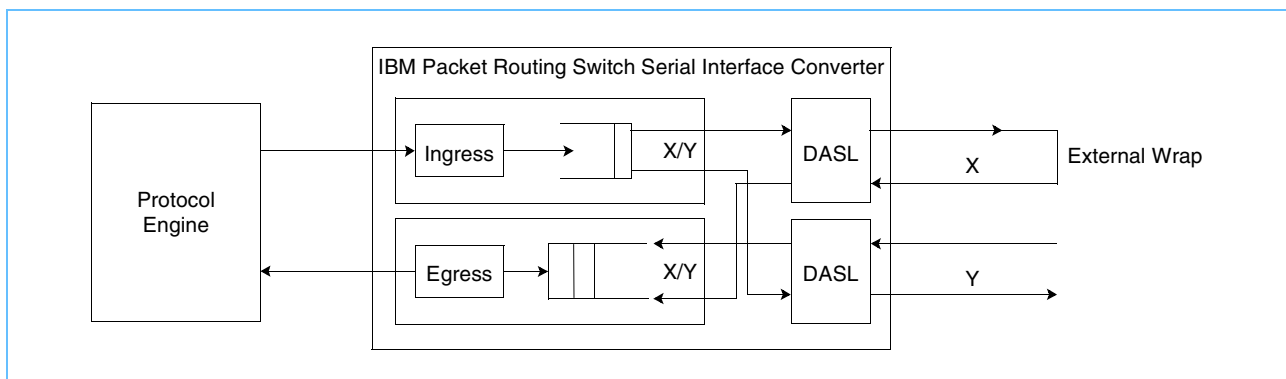 IBM Packet Routing Switch Serial Interface Converter
Protocol
Engine
Ingress
X/Y
DASL
X
External Wrap
Egress
X/Y
DASL
Y